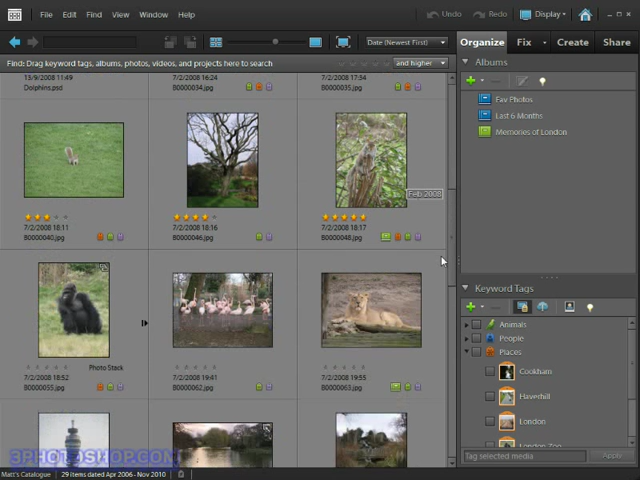 File Edit Find View Window Help Undo Redo Display
Date (Newest First) Organize Fix Create Share
Find: Drag keyword tags, albums, photos, videos, and projects here to search and higher
Albums
Fav Photos
Last 6 Months
Memories of London
13/9/2008 11:49 7/2/2008 16:24 7/2/2008 17:34
Dolphins.psd B0000034.jpg B0000035.jpg
Feb 2008
7/2/2008 18:11 7/2/2008 18:16 7/2/2008 18:17
B0000040.jpg B0000046.jpg B0000048.jpg
Photo Stack
7/2/2008 18:52 7/2/2008 19:41 7/2/2008 19:55
B0000055.jpg B0000062.jpg B0000063.jpg
Keyword Tags
Animals
People
Places
Cookham
Haverhill
London
London Zoo
Tag selected media Apply
3PHOTOSHOP.COM
Matt's Catalogue 29 items dated Apr 2006 - Nov 2010